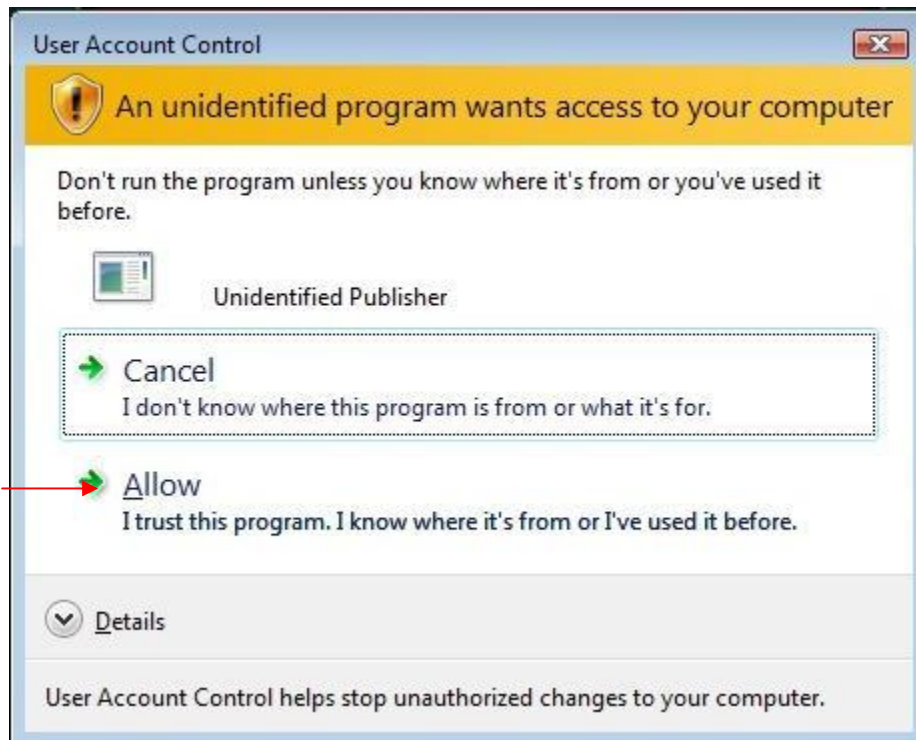 User Account Control
An unidentified program wants access to your computer
Don't run the program unless you know where it's from or you've used it
before.
Unidentified Publisher
Cancel
I don't know where this program is from or what it's for.
Allow
I trust this program. I know where it's from or I've used it before.
Details
User Account Control helps stop unauthorized changes to your computer.